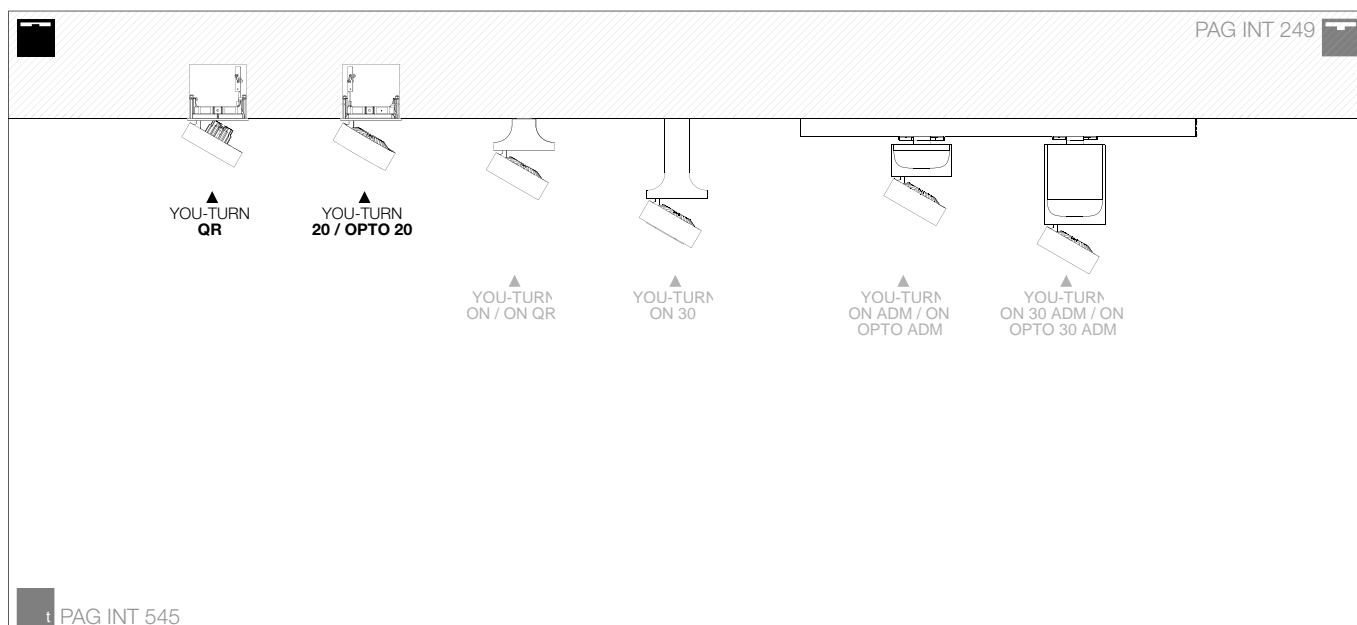 PAG INT 249
YOU-TURN
QR
YOU-TURN
20 / OPTO 20
YOU-TURN
ON / ON QR
YOU-TURN
ON 30
YOU-TURN
ON ADM / ON
OPTO ADM
YOU-TURN
ON 30 ADM / ON
OPTO 30 ADM
t PAG INT 545